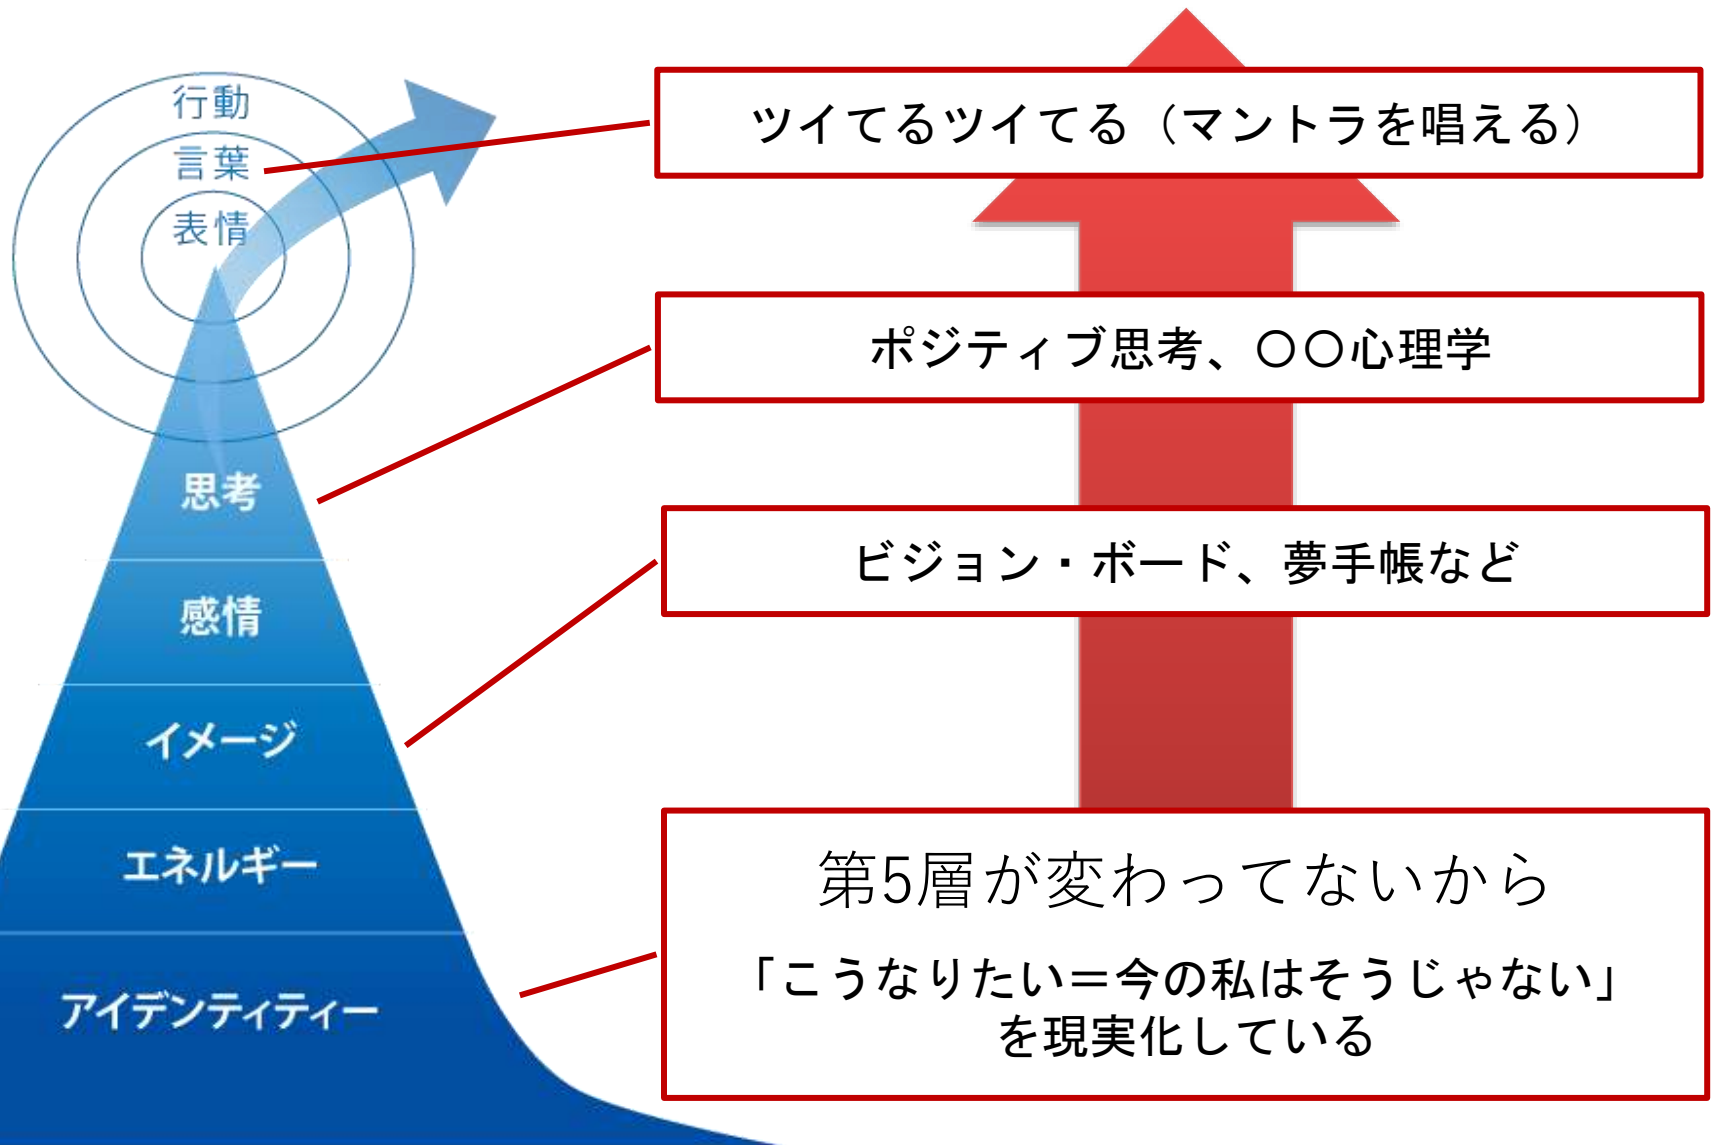 行動
言葉
表情
思考
感情
イメージ
エネルギー
アイデンティティー
ツイてるツイてる（マントラを唱える）
ポジティブ思考、〇〇心理学
ビジョン・ボード、夢手帳など
第5層が変わってないから
「こうなりたい＝今の私はそうじゃない」
を現実化している